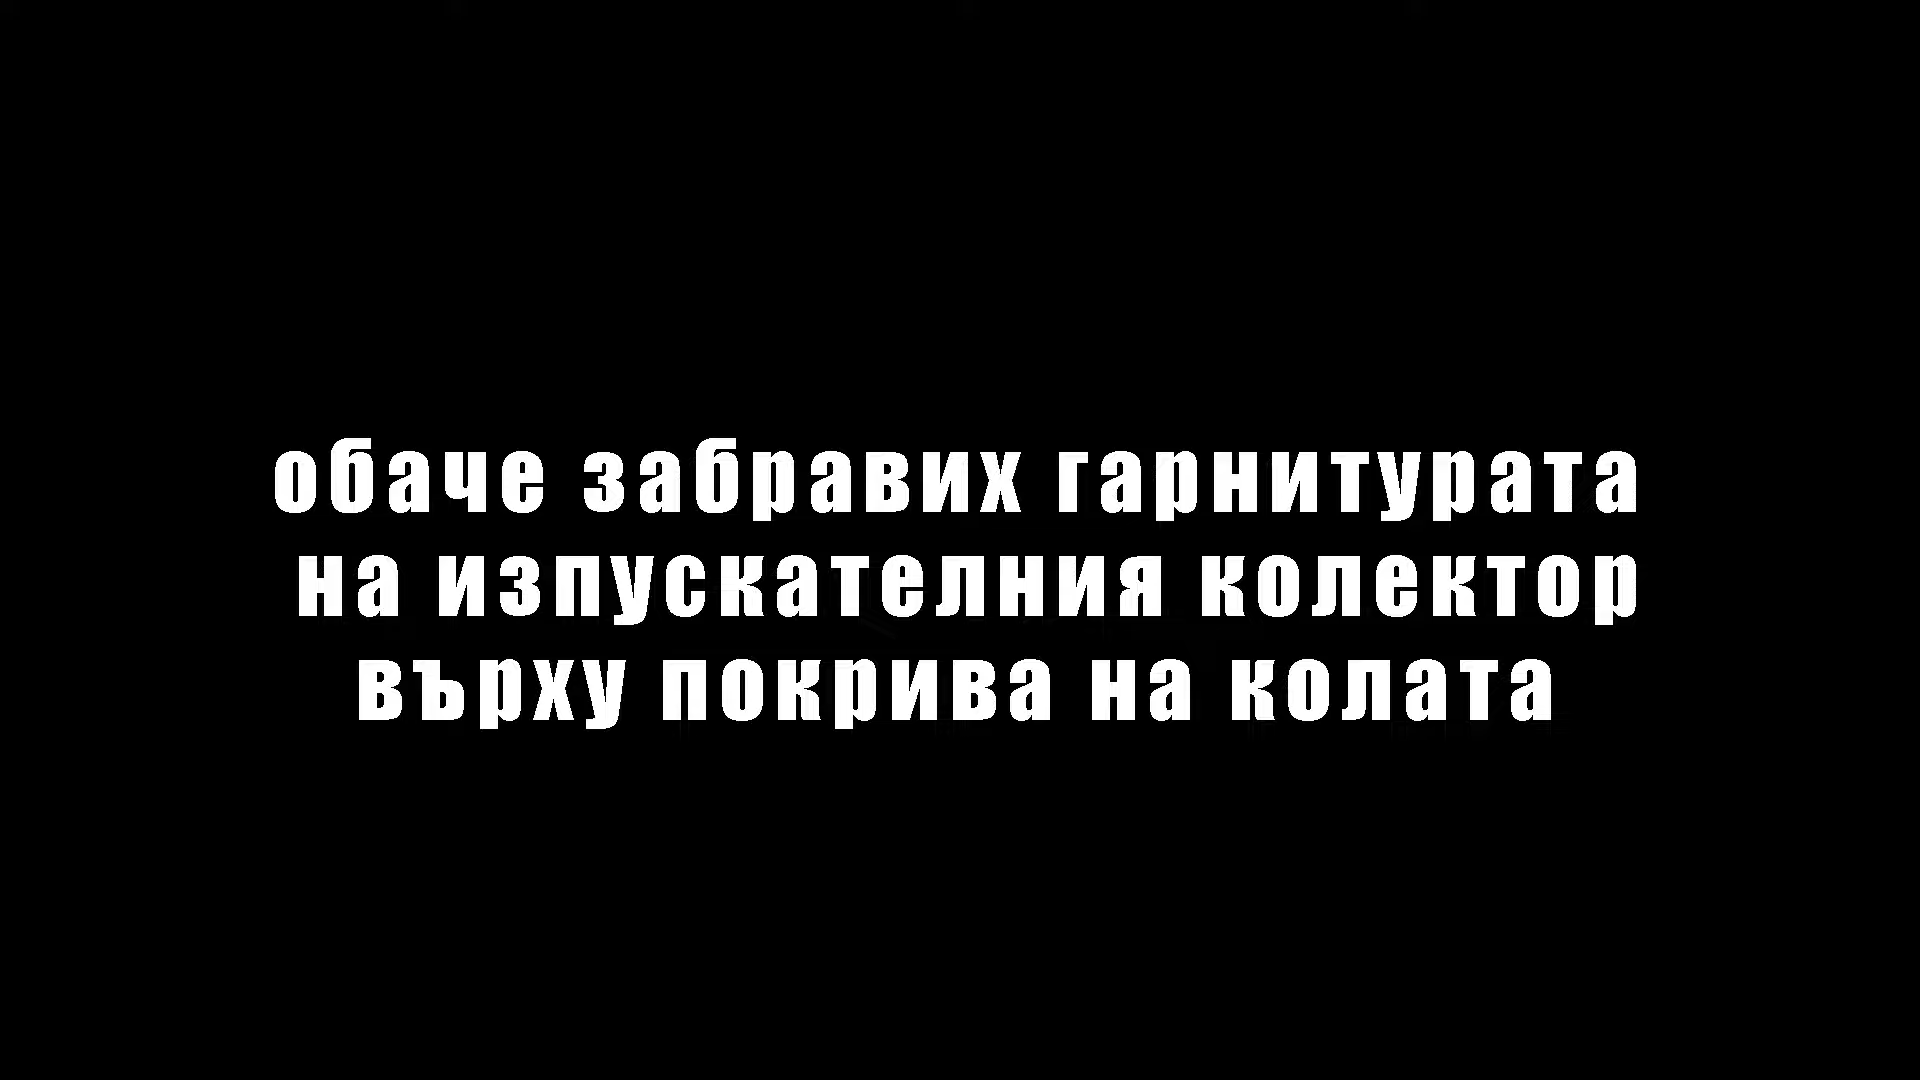 обаче забравих гарнитурата
на изпускателния колектор
върху покрива на колата